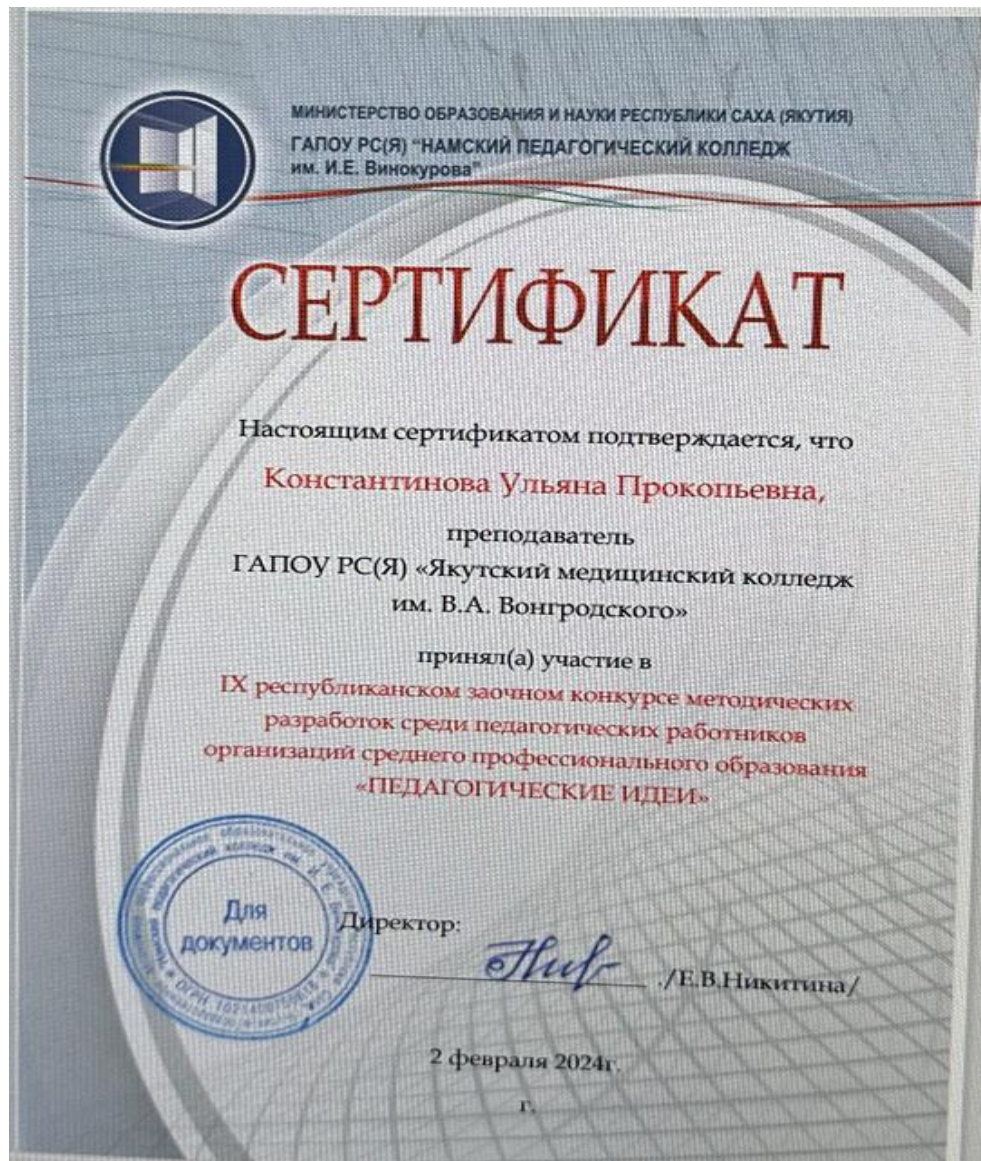 МИНИСТЕРСТВО ОБРАЗОВАНИЯ И НАУКИ РЕСПУБЛИКИ САХА (ЯКУТИЯ)
ГАПОУ РС(Я) "НАМСКИЙ ПЕДАГОГИЧЕСКИЙ КОЛЛЕДЖ
им. И.Е. Винокурова"
СЕРТИФИКАТ
Настоящим сертификатом подтверждается, что
Константинова Ульяна Прокопьевна,
преподаватель
ГАПОУ РС(Я) «Якутский медицинский колледж
им. В.А. Вонгродского»
принял(а) участие в
IX республиканском заочном конкурсе методических
разработок среди педагогических работников
организаций среднего профессионального образования
«ПЕДАГОГИЧЕСКИЕ ИДЕИ»
Для
документов
Директор:
./Е.В.Никитина/
2 февраля 2024г.
г.